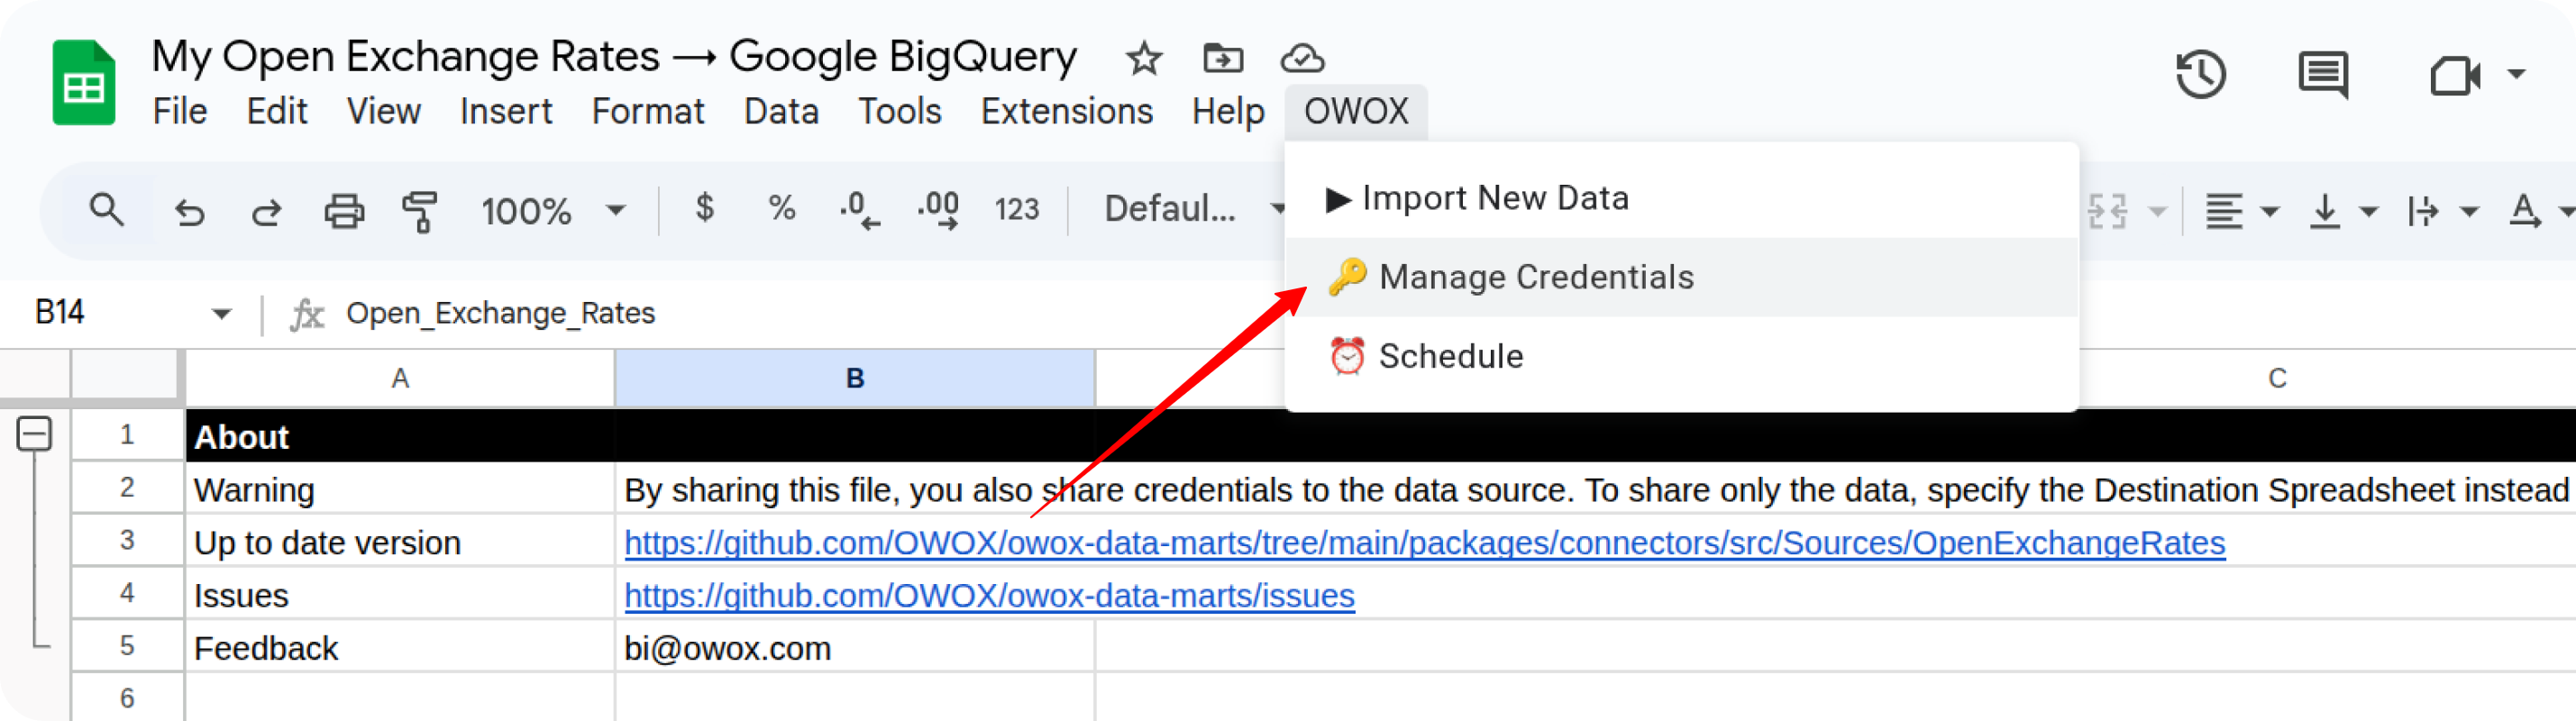 My Open Exchange Rates → Google BigQuery
File Edit View Insert Format Data Tools Extensions Help OWOX
100% $ % .0 .00 123 Defaul...
▶ Import New Data
🔑 Manage Credentials
⏰ Schedule
B14 fx Open_Exchange_Rates
A B C
1 About
2 Warning By sharing this file, you also share credentials to the data source. To share only the data, specify the Destination Spreadsheet instead
3 Up to date version https://github.com/OWOX/owox-data-marts/tree/main/packages/connectors/src/Sources/OpenExchangeRates
4 Issues https://github.com/OWOX/owox-data-marts/issues
5 Feedback bi@owox.com
6